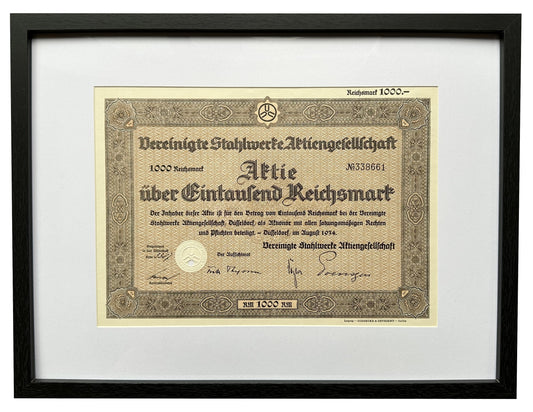 Reichsmark 1000.—
Vereinigte Stahlwerke Aktiengesellschaft
1000 Reichsmark
Aktie
№338661
über Eintausend Reichsmark
Der Inhaber dieser Aktie ist für den Betrag von Eintausend Reichsmark bei der Vereinigte
Stahlwerke Aktiengesellschaft, Düsseldorf, als Aktionär mit allen satzungsmäßigen Rechten
und Pflichten beteiligt. – Düsseldorf, im August 1934.
Vereinigte Stahlwerke Aktiengesellschaft
Der Aufsichtsrat
RM 1000 RM